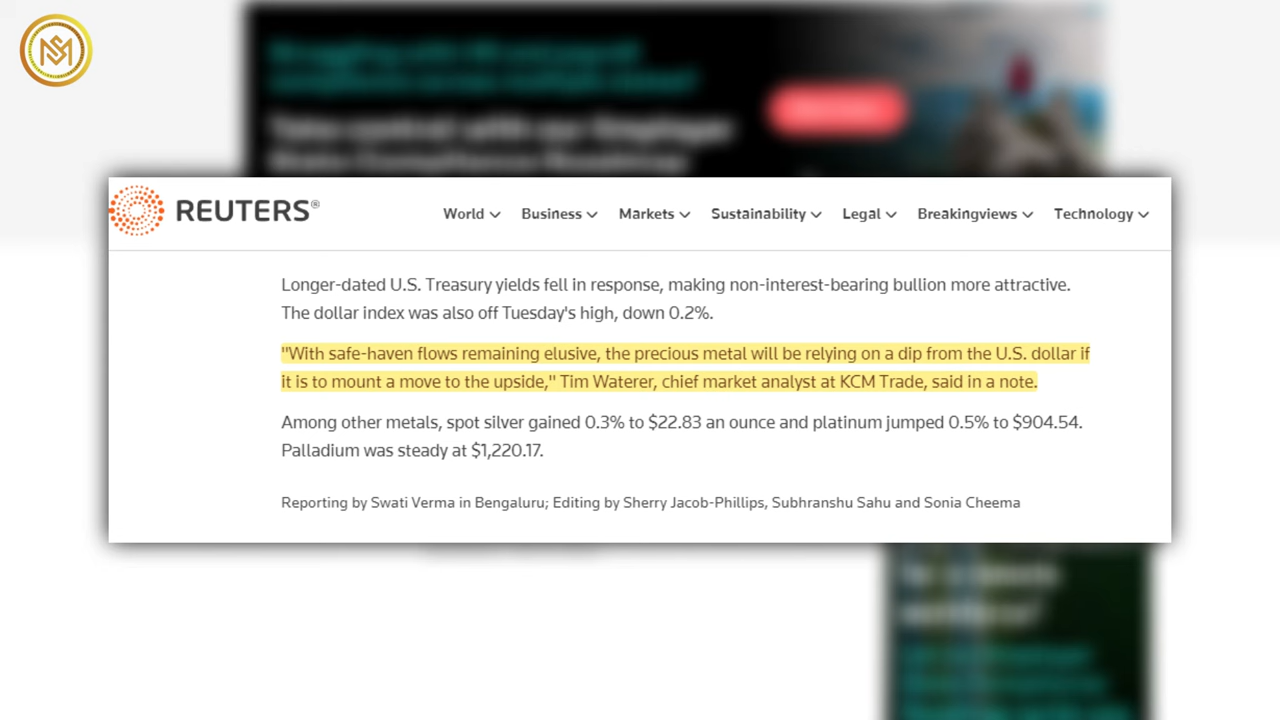 REUTERS®
World Business Markets Sustainability Legal Breakingviews Technology
Longer-dated U.S. Treasury yields fell in response, making non-interest-bearing bullion more attractive.
The dollar index was also off Tuesday's high, down 0.2%.
"With safe-haven flows remaining elusive, the precious metal will be relying on a dip from the U.S. dollar if
it is to mount a move to the upside," Tim Waterer, chief market analyst at KCM Trade, said in a note.
Among other metals, spot silver gained 0.3% to $22.83 an ounce and platinum jumped 0.5% to $904.54.
Palladium was steady at $1,220.17.
Reporting by Swati Verma in Bengaluru; Editing by Sherry Jacob-Phillips, Subhranshu Sahu and Sonia Cheema